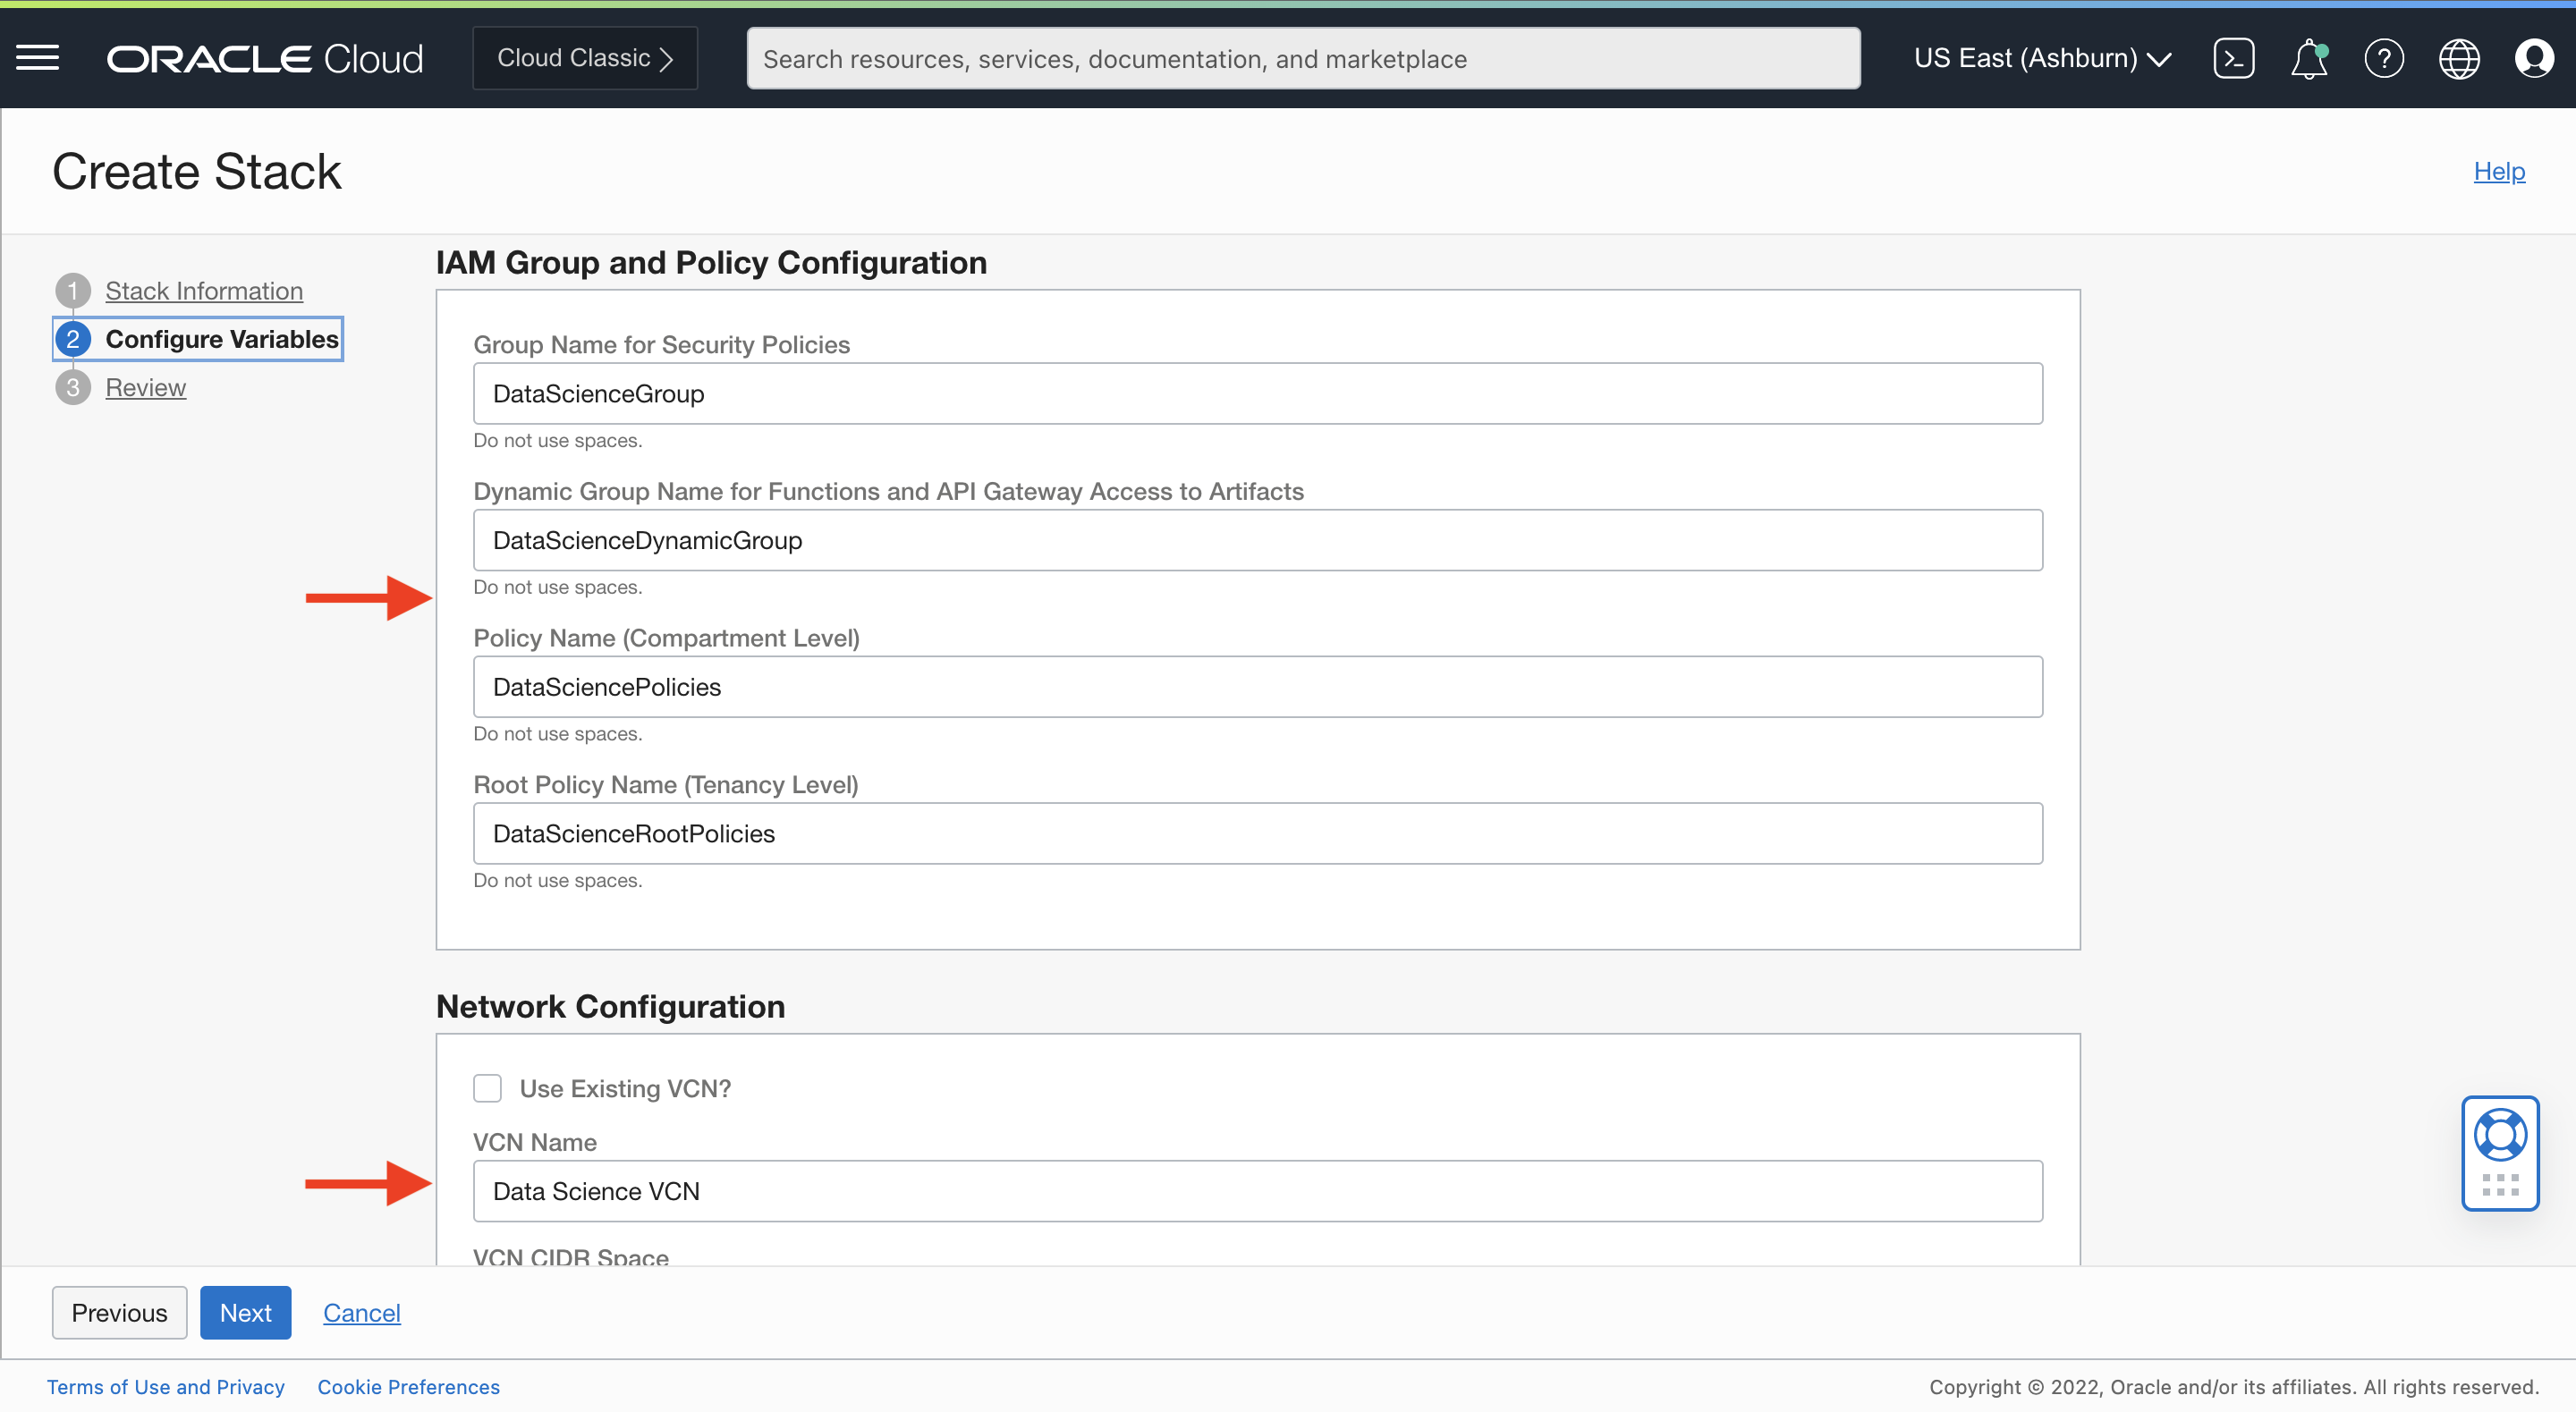 ORACLE Cloud
Cloud Classic
Search resources, services, documentation, and marketplace
US East (Ashburn)
Create Stack
Help
1 Stack Information
2 Configure Variables
3 Review
IAM Group and Policy Configuration
Group Name for Security Policies
DataScienceGroup
Do not use spaces.
Dynamic Group Name for Functions and API Gateway Access to Artifacts
DataScienceDynamicGroup
Do not use spaces.
Policy Name (Compartment Level)
DataSciencePolicies
Do not use spaces.
Root Policy Name (Tenancy Level)
DataScienceRootPolicies
Do not use spaces.
Network Configuration
Use Existing VCN?
VCN Name
Data Science VCN
VCN CIDR Space
Previous
Next
Cancel
Terms of Use and Privacy
Cookie Preferences
Copyright © 2022, Oracle and/or its affiliates. All rights reserved.